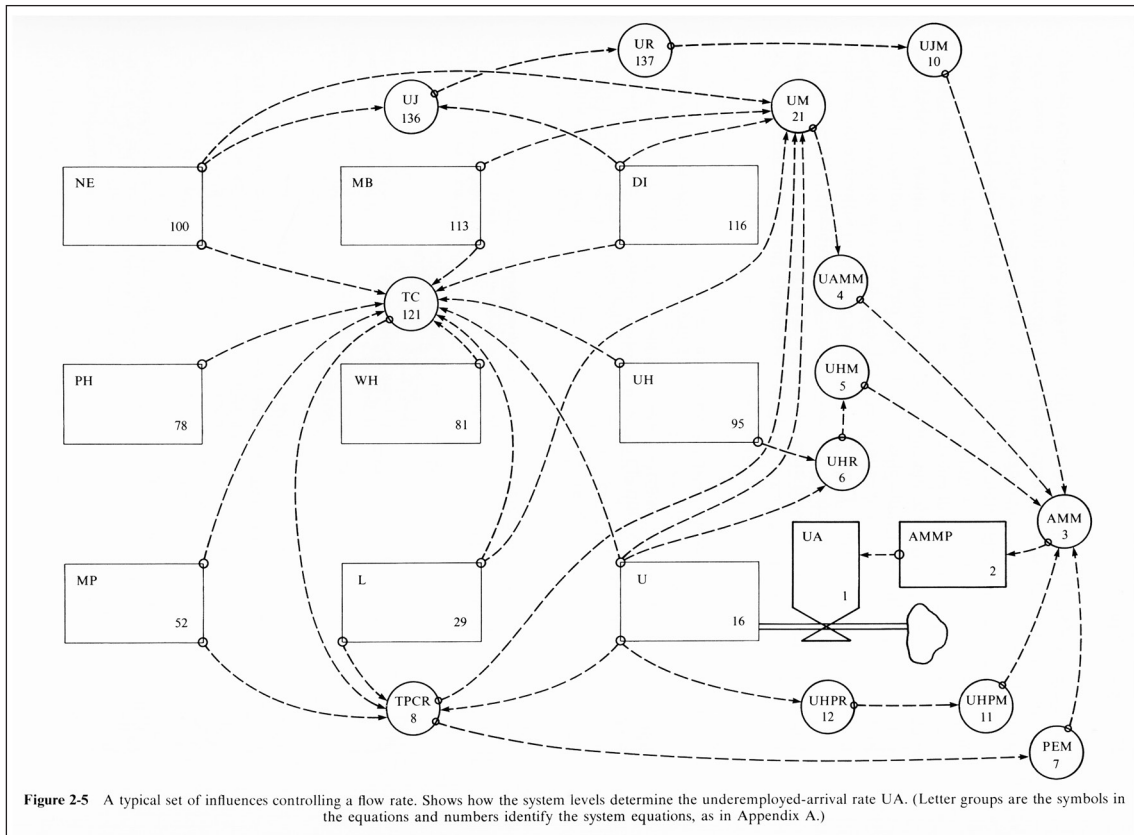 UR
137
UJM
10
UJ
136
UM
21
NE
100
MB
113
DI
116
UAMM
4
TC
121
PH
78
WH
81
UH
95
UHM
5
UHR
6
AMM
3
UA
1
AMMP
2
MP
52
L
29
U
16
TPCR
8
UHPR
12
UHPM
11
PEM
7
Figure 2-5 A typical set of influences controlling a flow rate. Shows how the system levels determine the underemployed-arrival rate UA. (Letter groups are the symbols in
the equations and numbers identify the system equations, as in Appendix A.)